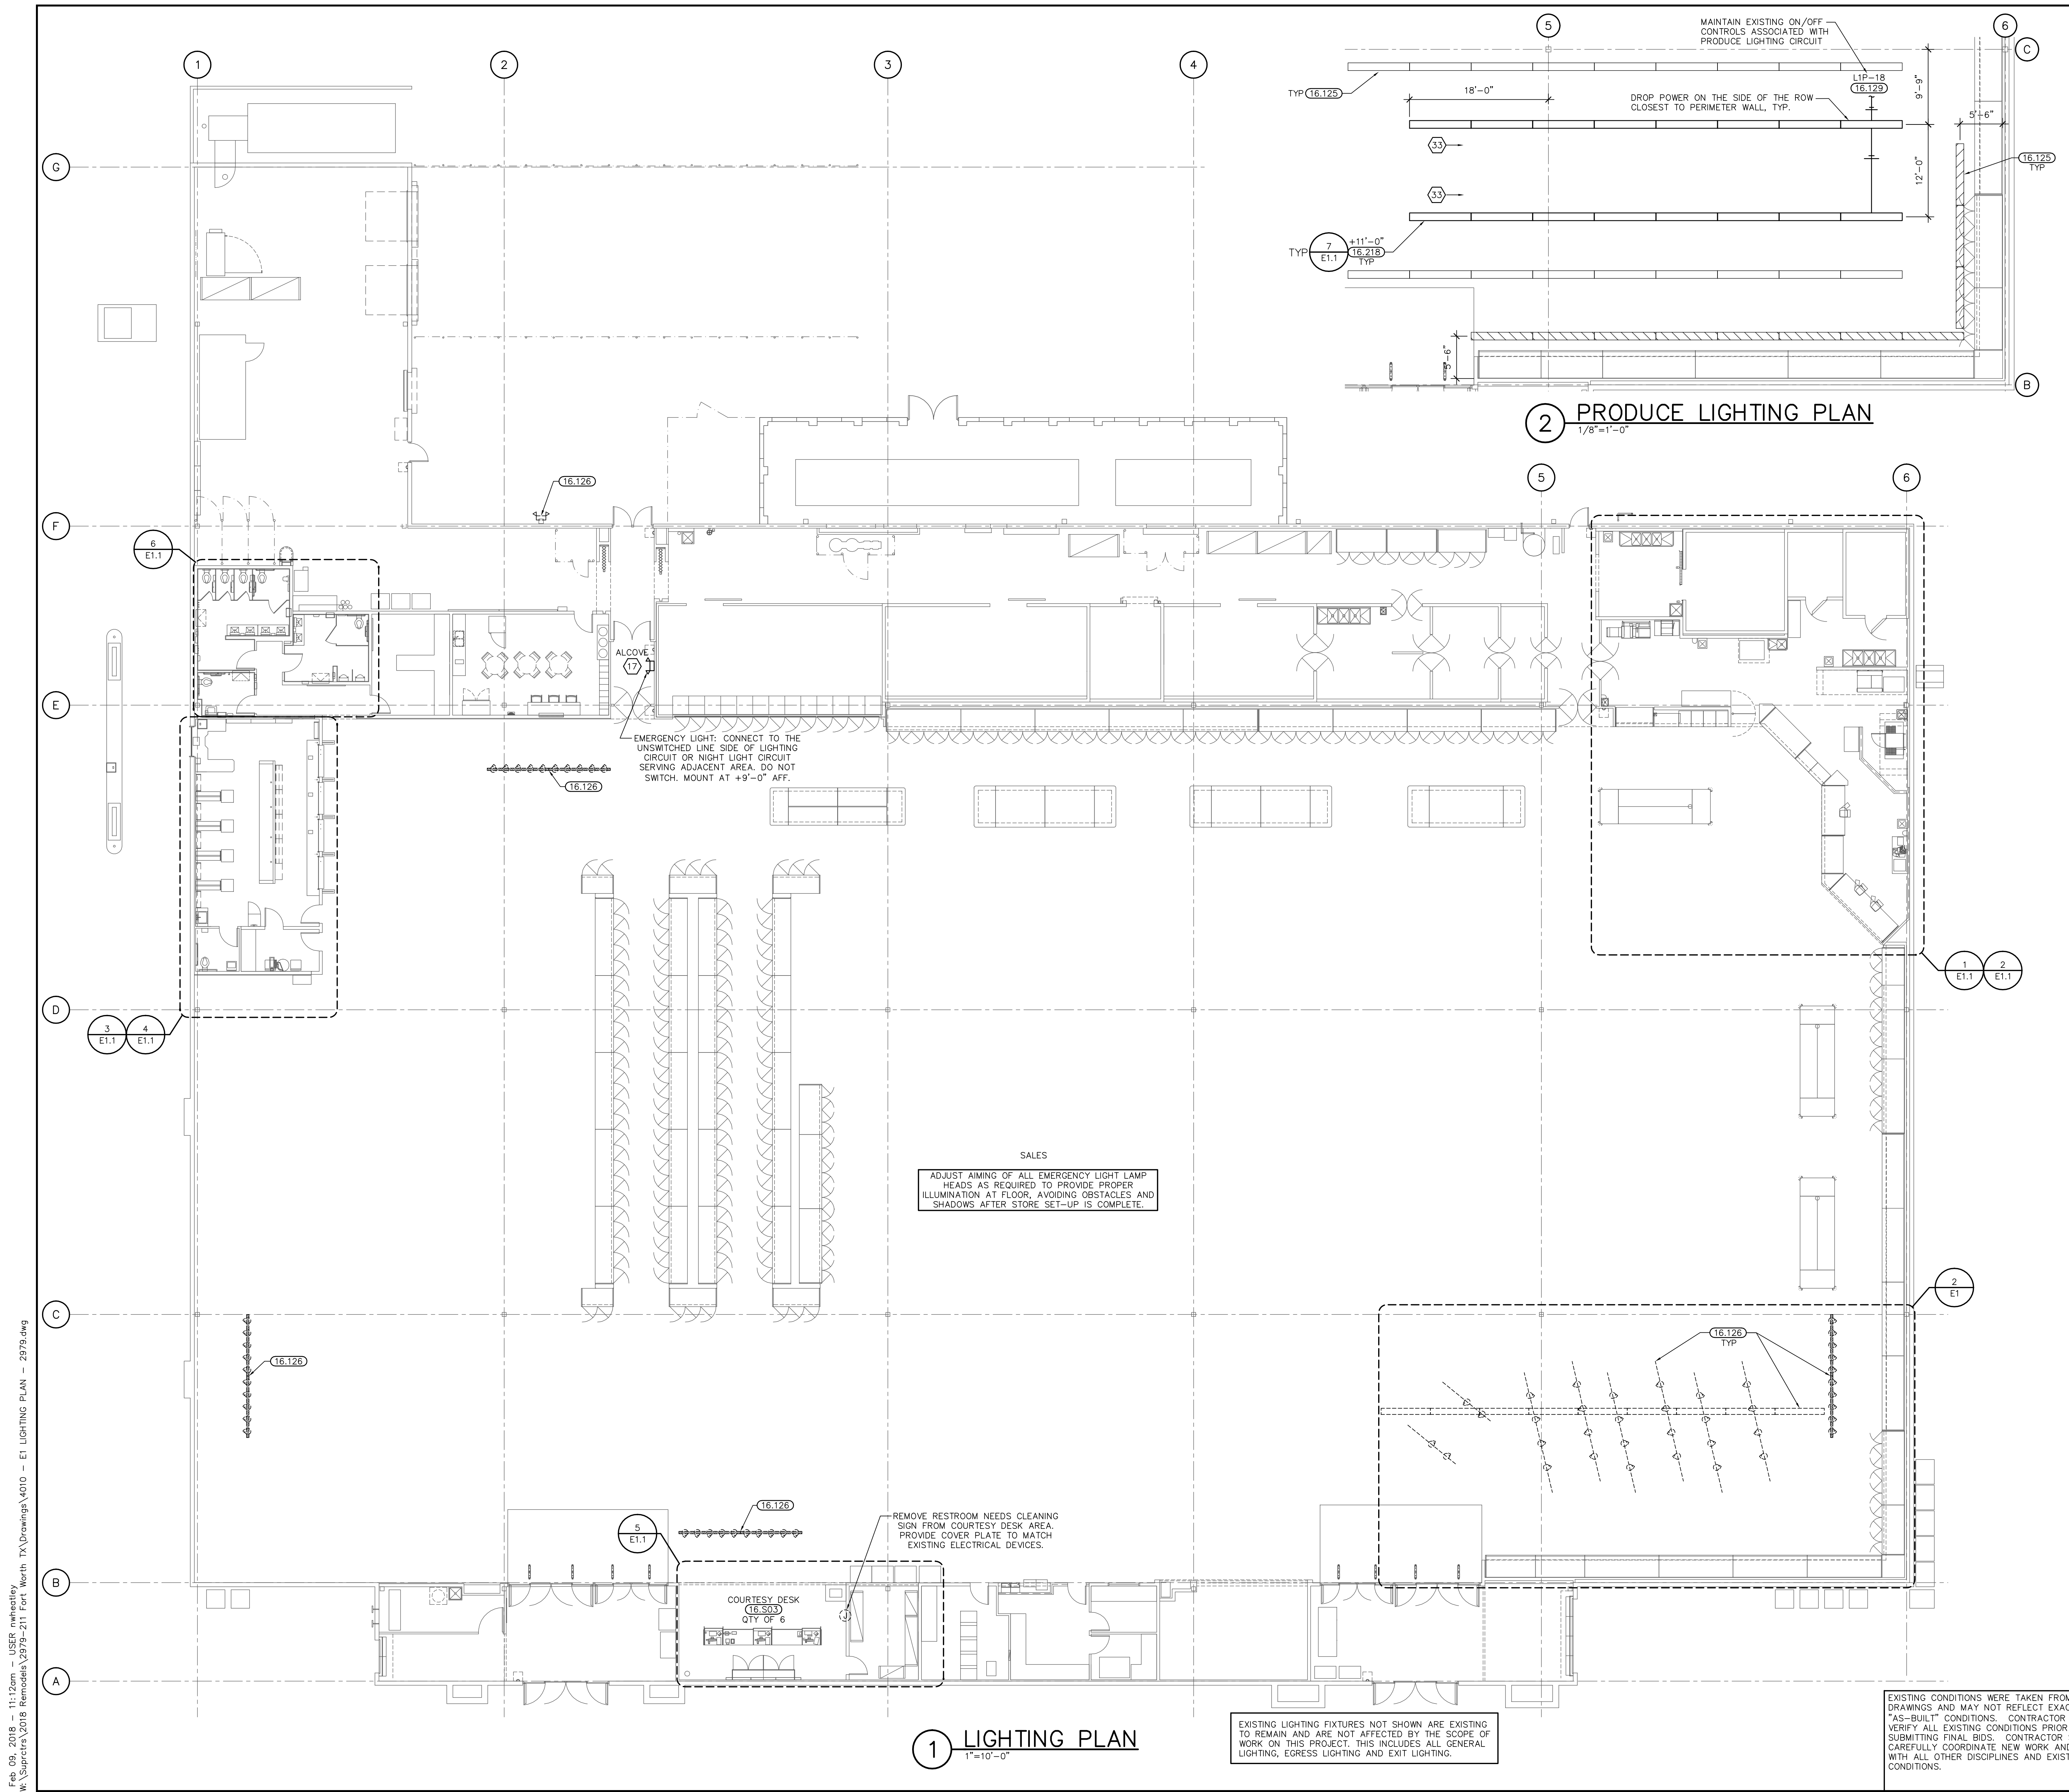 1
2
3
4
5
6
C
B
MAINTAIN EXISTING ON/OFF
CONTROLS ASSOCIATED WITH
PRODUCE LIGHTING CIRCUIT
L1P-18
16.129
TYP 16.125
18'-0"
DROP POWER ON THE SIDE OF THE ROW
CLOSEST TO PERIMETER WALL, TYP.
9'-9"
5'-6"
16.125
TYP
12'-0"
33
33
TYP
7
E1.1
+11'-0"
16.218
TYP
5'-6"
2 PRODUCE LIGHTING PLAN
1/8"=1'-0"
G
F
E
D
C
B
A
5
6
16.126
6
E1.1
ALCOVE
17
EMERGENCY LIGHT: CONNECT TO THE
UNSWITCHED LINE SIDE OF LIGHTING
CIRCUIT OR NIGHT LIGHT CIRCUIT
SERVING ADJACENT AREA. DO NOT
SWITCH. MOUNT AT +9'-0" AFF.
16.126
1
E1.1
2
E1.1
3
E1.1
4
E1.1
SALES
ADJUST AIMING OF ALL EMERGENCY LIGHT LAMP
HEADS AS REQUIRED TO PROVIDE PROPER
ILLUMINATION AT FLOOR, AVOIDING OBSTACLES AND
SHADOWS AFTER STORE SET-UP IS COMPLETE.
2
E1
16.126
TYP
16.126
16.126
5
E1.1
REMOVE RESTROOM NEEDS CLEANING
SIGN FROM COURTESY DESK AREA.
PROVIDE COVER PLATE TO MATCH
EXISTING ELECTRICAL DEVICES.
COURTESY DESK
16.S03
QTY OF 6
J
1 LIGHTING PLAN
1"=10'-0"
EXISTING LIGHTING FIXTURES NOT SHOWN ARE EXISTING
TO REMAIN AND ARE NOT AFFECTED BY THE SCOPE OF
WORK ON THIS PROJECT. THIS INCLUDES ALL GENERAL
LIGHTING, EGRESS LIGHTING AND EXIT LIGHTING.
EXISTING CONDITIONS WERE TAKEN FROM
DRAWINGS AND MAY NOT REFLECT EXAC
"AS-BUILT" CONDITIONS. CONTRACTOR
VERIFY ALL EXISTING CONDITIONS PRIOR
SUBMITTING FINAL BIDS. CONTRACTOR
CAREFULLY COORDINATE NEW WORK AND
WITH ALL OTHER DISCIPLINES AND EXIST
CONDITIONS.
Feb 09, 2018 - 11:12am - USER nwheatley
W:\Suprctrs\2018 Remodels\2979-211 Fort Worth TX\Drawings\4010 - E1 LIGHTING PLAN - 2979.dwg